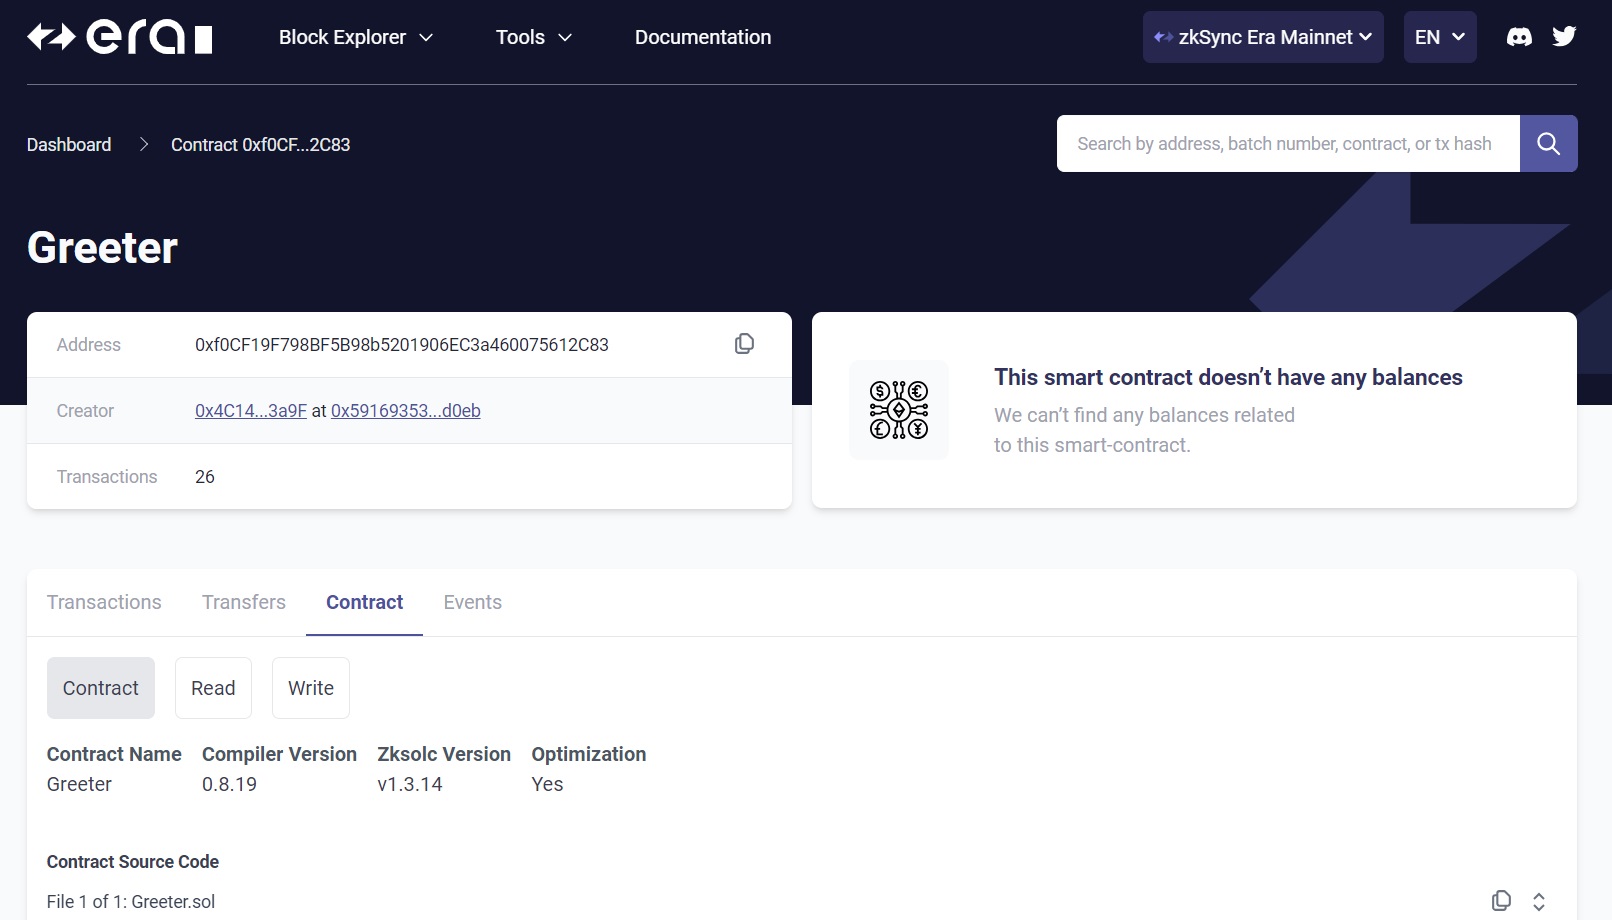 era
Block Explorer
Tools
Documentation
zkSync Era Mainnet
EN
Dashboard
Contract 0xf0CF...2C83
Search by address, batch number, contract, or tx hash
Greeter
Address 0xf0CF19F798BF5B98b5201906EC3a460075612C83
Creator 0x4C14...3a9F at 0x59169353...d0eb
Transactions 26
This smart contract doesn’t have any balances
We can’t find any balances related
to this smart-contract.
Transactions Transfers Contract Events
Contract Read Write
Contract Name Compiler Version Zksolc Version Optimization
Greeter 0.8.19 v1.3.14 Yes
Contract Source Code
File 1 of 1: Greeter.sol